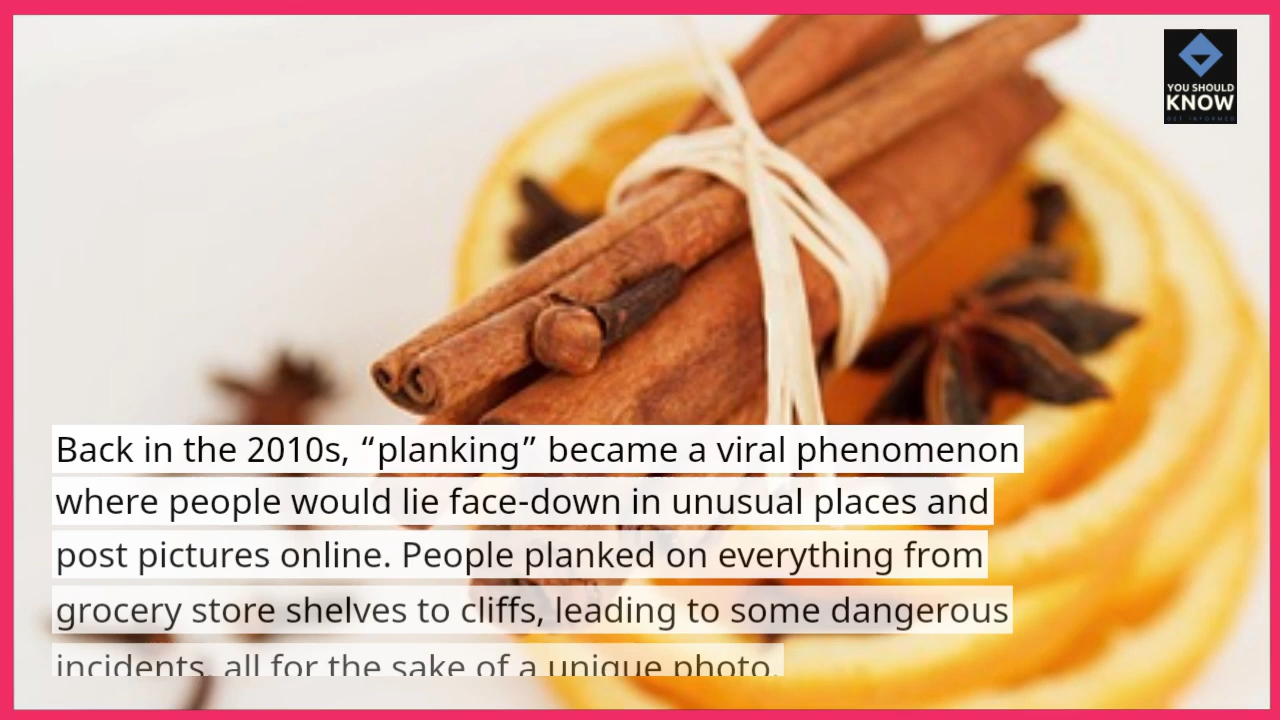 YOU SHOULD
KNOW
GET INFORMED
Back in the 2010s, “planking” became a viral phenomenon
where people would lie face-down in unusual places and
post pictures online. People planked on everything from
grocery store shelves to cliffs, leading to some dangerous
incidents, all for the sake of a unique photo.